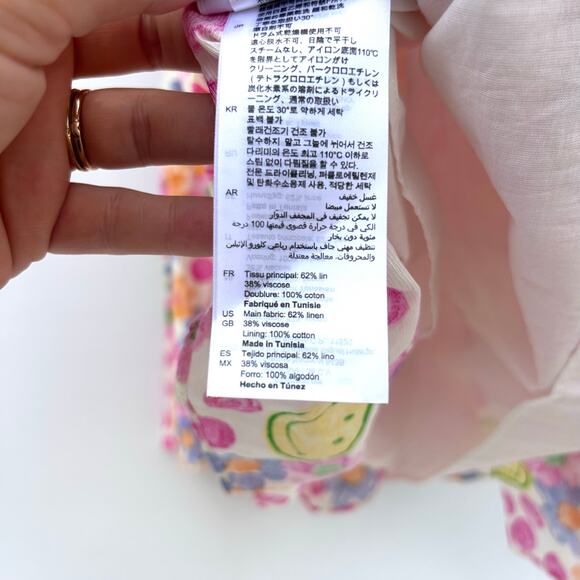 ドラム式乾燥機使用不可
遠心脱水不可、日陰で平干し
スチームなし、アイロン底面110℃
を限界としてアイロンがけ
クリーニング、パークロロエチレン
(テトラクロロエチレン)もしくは
炭化水素系の溶剤によるドライクリ
ーニング、通常の取扱い
KR 물 온도 30°로 약하게 세탁
표백 불가
빨래건조기 건조 불가
탈수하지 말고 그늘에 뉘어서 건조
다리미의 온도 최고 110°C 이하로
스팀 없이 다림질을 할 수 있다.
전문 드라이클리닝, 퍼클로에틸렌제
및 탄화수소용제 사용, 적당한 세탁
AR غسل خفيف
لا تستعمل مبيضا
لا يمكن تجفيف في المجفف الدوار
الكي في درجة حرارة قصوى قيمتها 100 درجة
مئوية دون بخار
تنظيف مهني جاف باستخدام رباعي كلورو الإيثلين
والمحروقات، معالجة معتدلة
FR Tissu principal: 62% lin
38% viscose
Doublure: 100% coton
Fabriqué en Tunisie
US Main fabric: 62% linen
GB 38% viscose
Lining: 100% cotton
Made in Tunisia
ES Tejido principal: 62% lino
MX 38% viscosa
Forro: 100% algodón
Hecho en Túnez